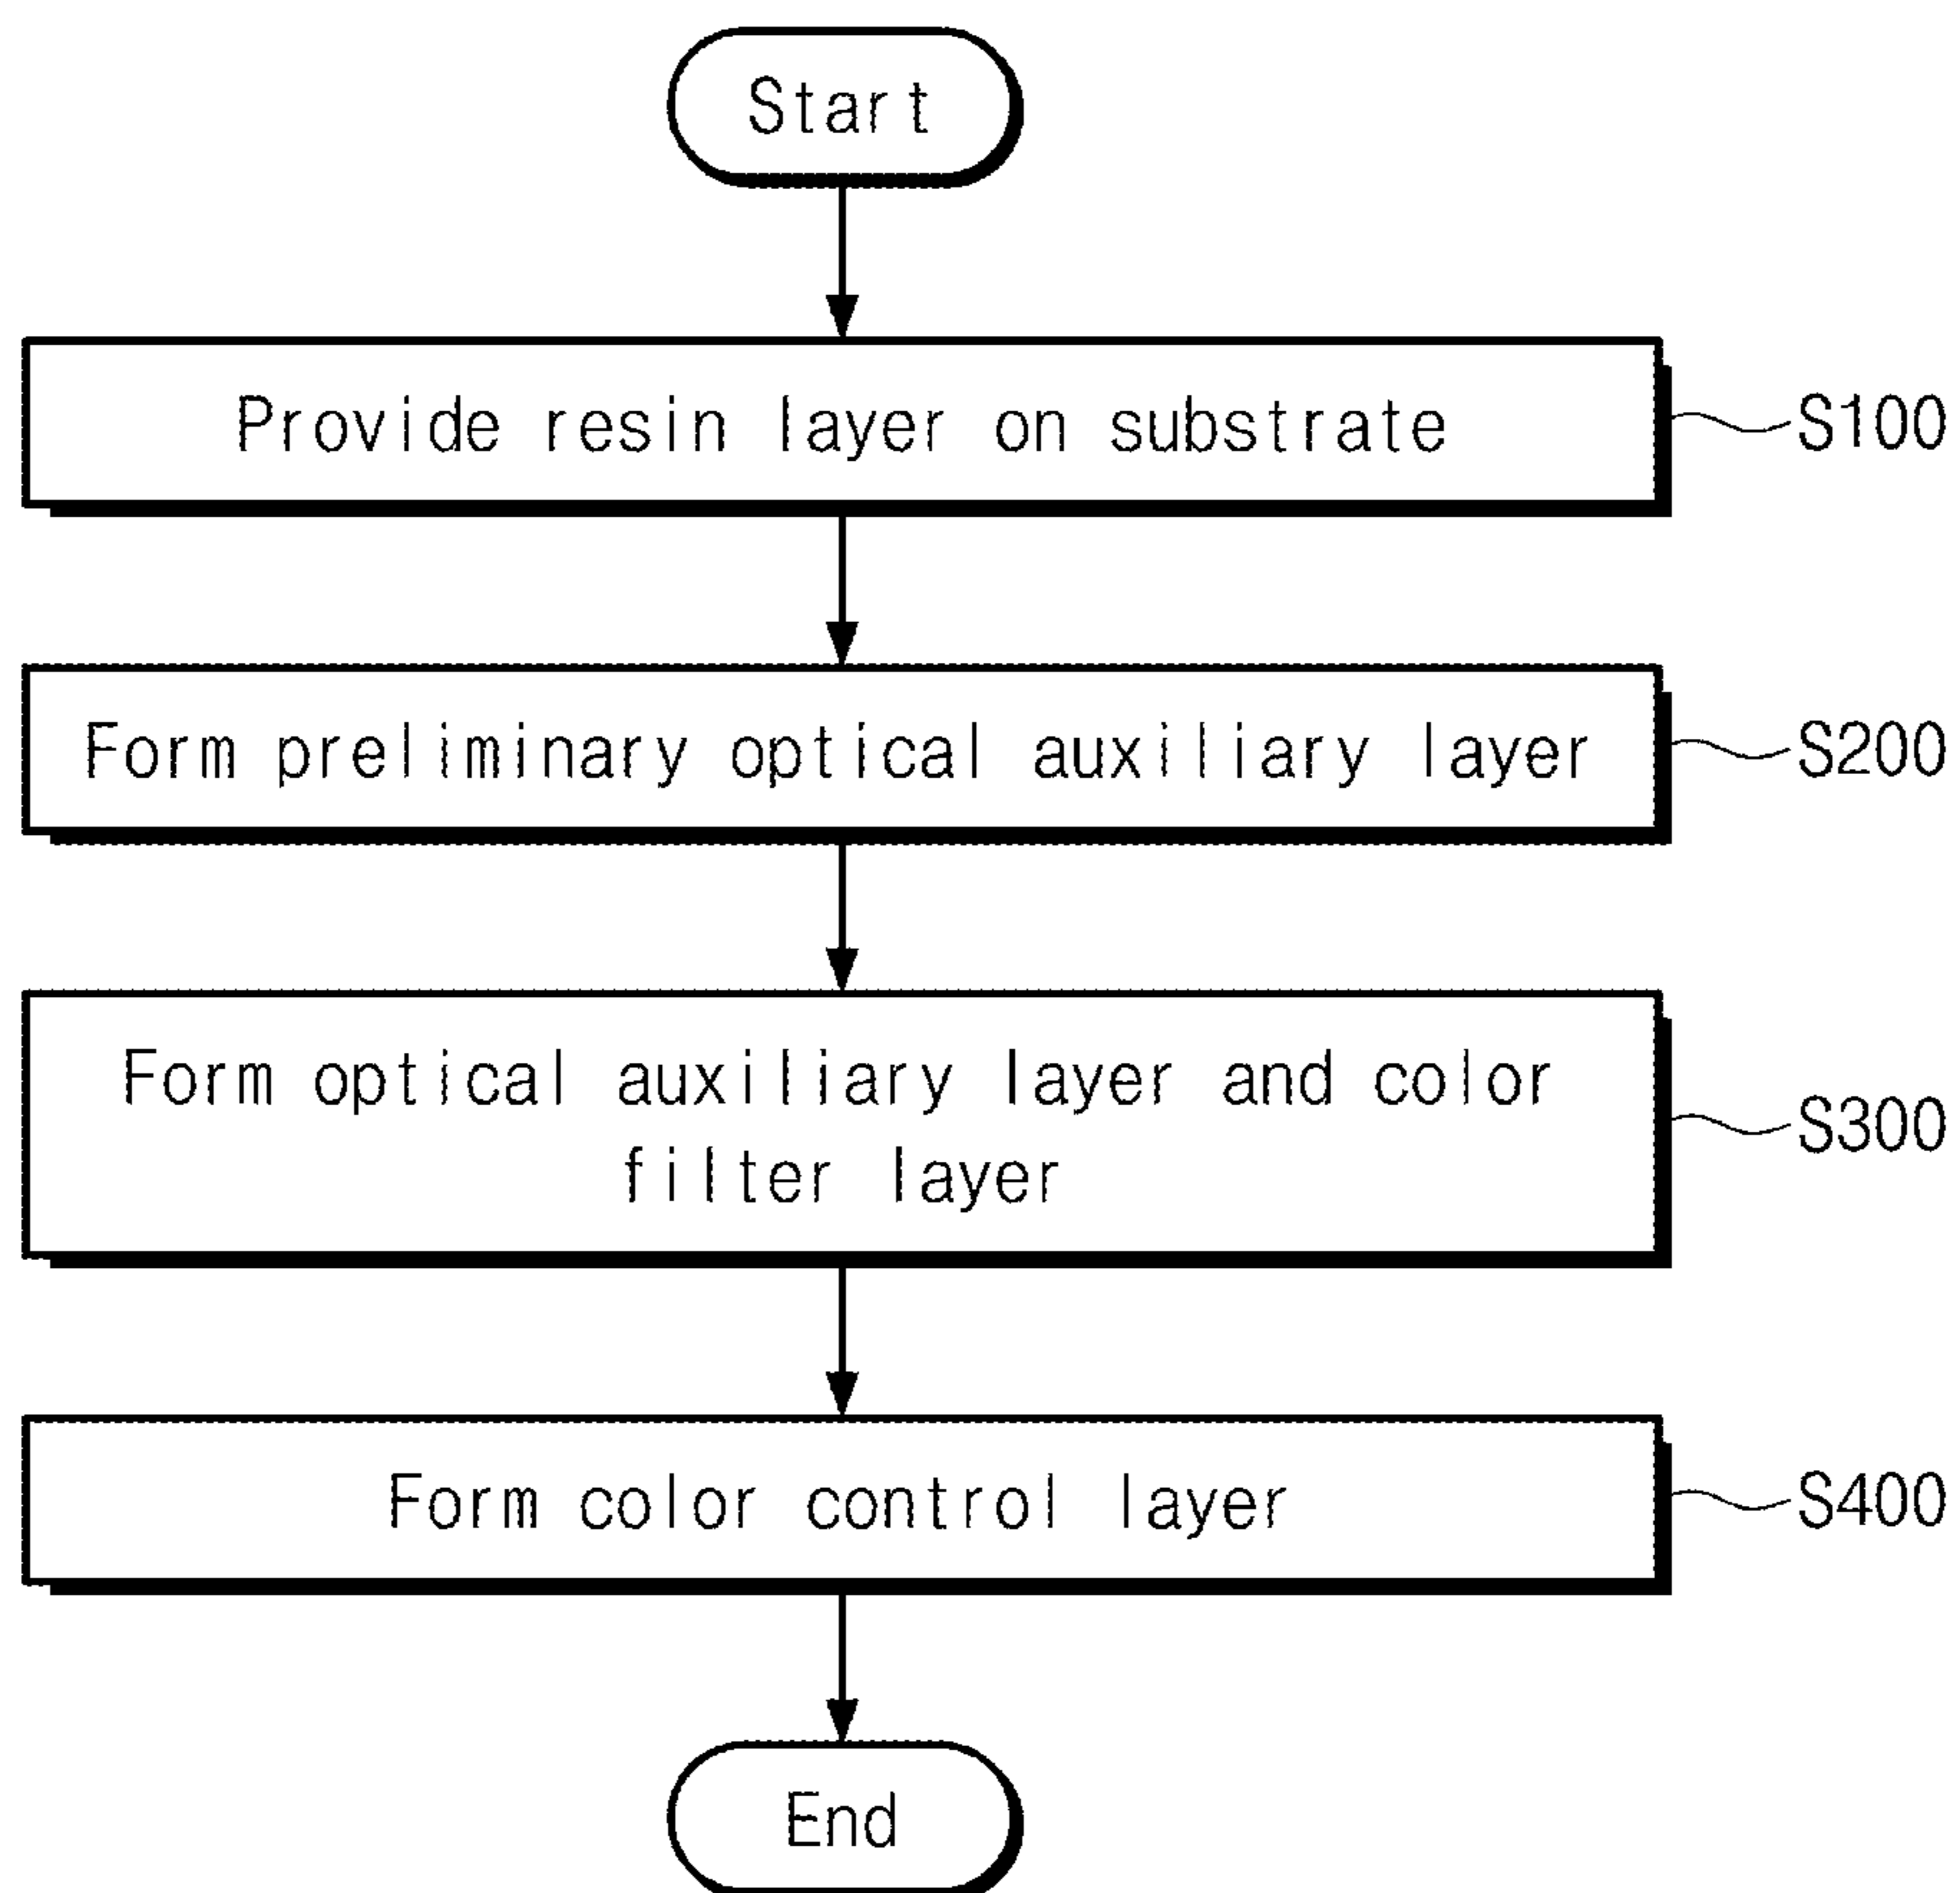 Start
Provide resin layer on substrate
S100
Form preliminary optical auxiliary layer
S200
Form optical auxiliary layer and color
filter layer
S300
Form color control layer
S400
End